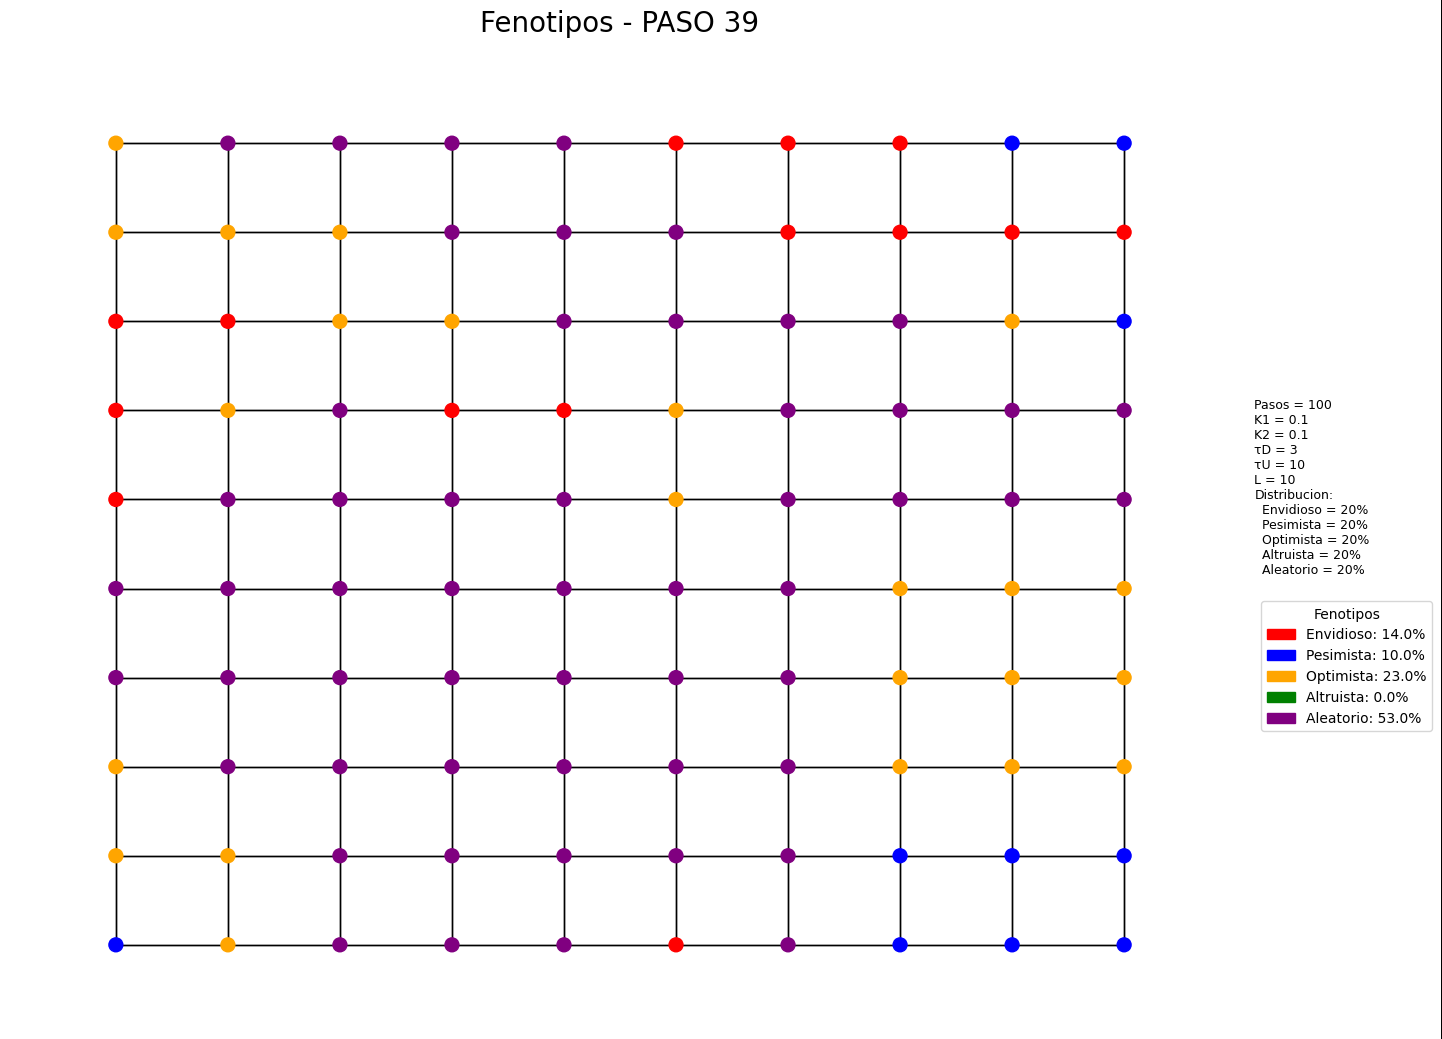 Fenotipos - PASO 39
Pasos = 100
K1 = 0.1
K2 = 0.1
τD = 3
τU = 10
L = 10
Distribucion:
Envidioso = 20%
Pesimista = 20%
Optimista = 20%
Altruista = 20%
Aleatorio = 20%
Fenotipos
Envidioso: 14.0%
Pesimista: 10.0%
Optimista: 23.0%
Altruista: 0.0%
Aleatorio: 53.0%